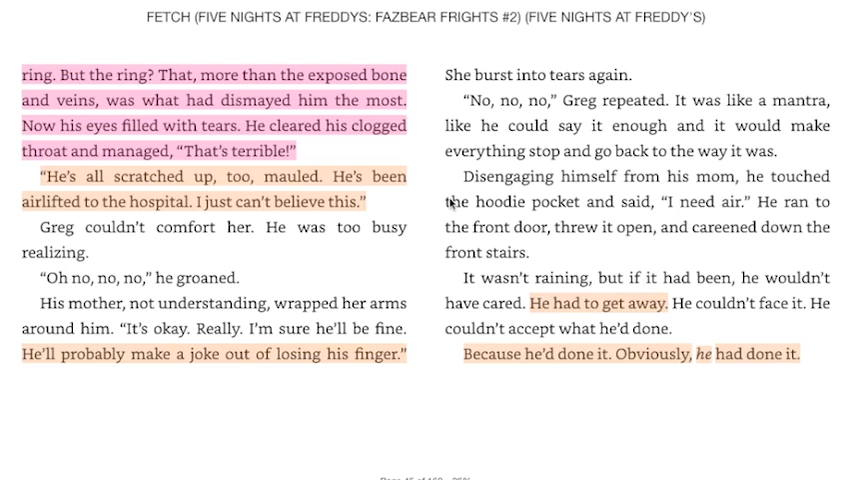 FETCH (FIVE NIGHTS AT FREDDYS: FAZBEAR FRIGHTS #2) (FIVE NIGHTS AT FREDDY'S)
ring. But the ring? That, more than the exposed bone
and veins, was what had dismayed him the most.
Now his eyes filled with tears. He cleared his clogged
throat and managed, “That’s terrible!”
“He’s all scratched up, too, mauled. He’s been
airlifted to the hospital. I just can’t believe this.”
Greg couldn’t comfort her. He was too busy
realizing.
“Oh no, no, no,” he groaned.
His mother, not understanding, wrapped her arms
around him. “It’s okay. Really. I’m sure he’ll be fine.
He’ll probably make a joke out of losing his finger.”
She burst into tears again.
“No, no, no,” Greg repeated. It was like a mantra,
like he could say it enough and it would make
everything stop and go back to the way it was.
Disengaging himself from his mom, he touched
the hoodie pocket and said, “I need air.” He ran to
the front door, threw it open, and careened down the
front stairs.
It wasn’t raining, but if it had been, he wouldn’t
have cared. He had to get away. He couldn’t face it. He
couldn’t accept what he’d done.
Because he’d done it. Obviously, he had done it.